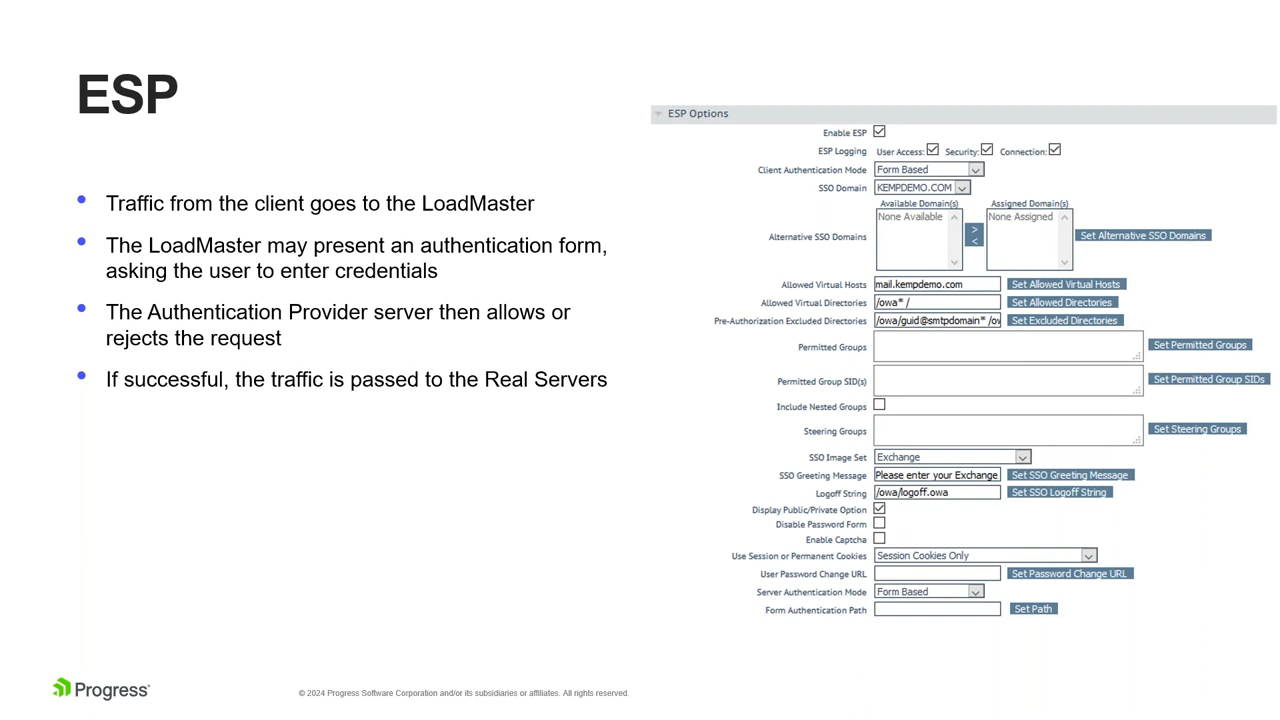 ESP
Traffic from the client goes to the LoadMaster
The LoadMaster may present an authentication form,
asking the user to enter credentials
The Authentication Provider server then allows or
rejects the request
If successful, the traffic is passed to the Real Servers
ESP Options
Enable ESP
ESP Logging User Access: Security: Connection:
Client Authentication Mode Form Based
SSO Domain KEMPDEMO.COM
Available Domain(s) Assigned Domain(s)
None Available None Assigned
Alternative SSO Domains > < Set Alternative SSO Domains
Allowed Virtual Hosts mail.kempdemo.com Set Allowed Virtual Hosts
Allowed Virtual Directories /owa* / Set Allowed Directories
Pre-Authorization Excluded Directories /owa/guid@smtpdomain* /ow Set Excluded Directories
Permitted Groups Set Permitted Groups
Permitted Group SID(s) Set Permitted Group SIDs
Include Nested Groups
Steering Groups Set Steering Groups
SSO Image Set Exchange
SSO Greeting Message Please enter your Exchange Set SSO Greeting Message
Logoff String /owa/logoff.owa Set SSO Logoff String
Display Public/Private Option
Disable Password Form
Enable Captcha
Use Session or Permanent Cookies Session Cookies Only
User Password Change URL Set Password Change URL
Server Authentication Mode Form Based
Form Authentication Path Set Path
Progress
© 2024 Progress Software Corporation and/or its subsidiaries or affiliates. All rights reserved.